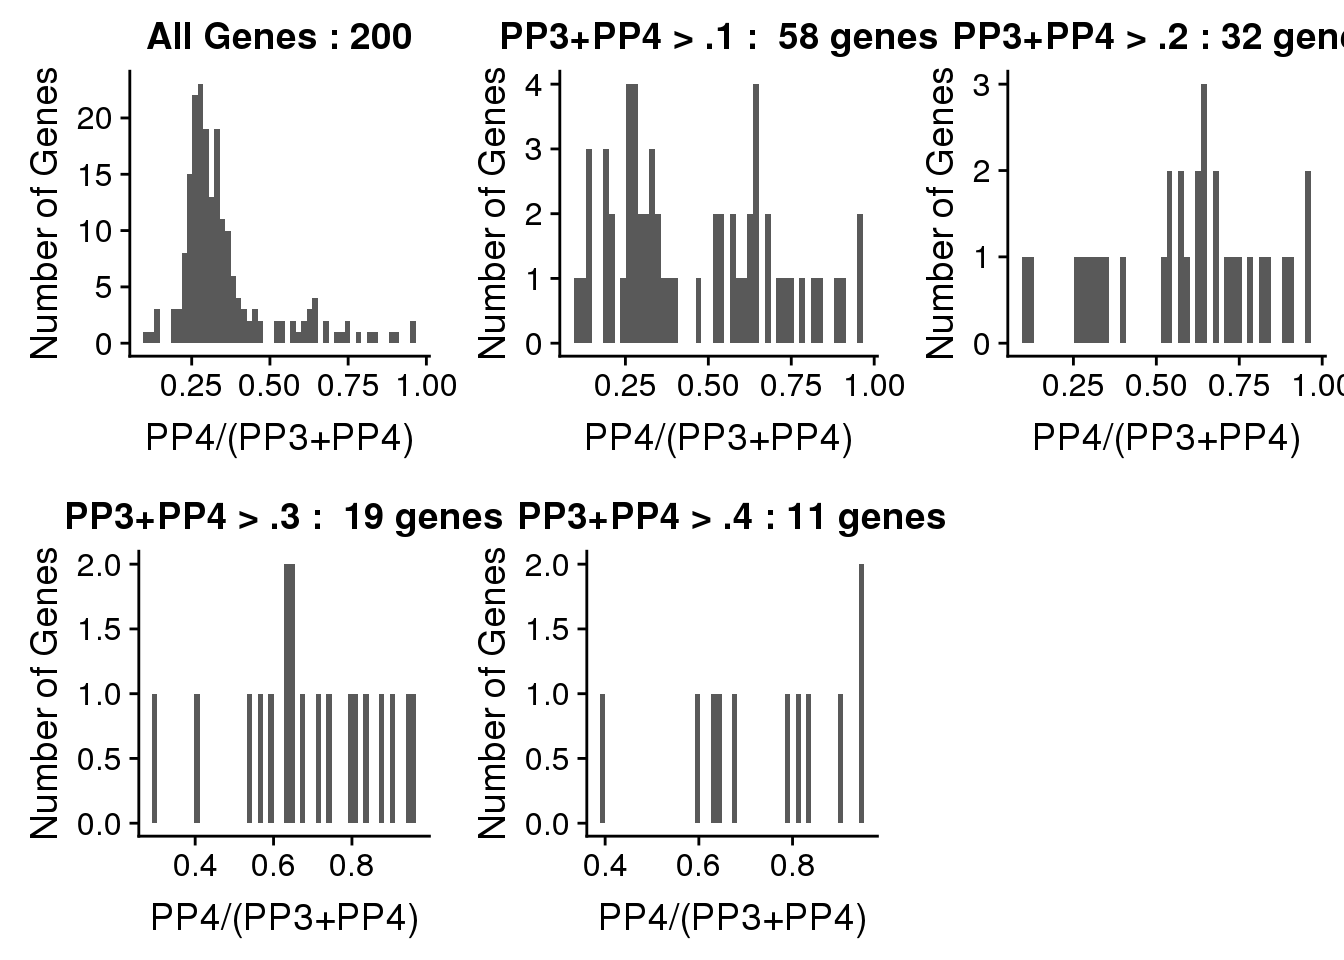 All Genes : 200
Number of Genes
20
15
10
5
0
0.25 0.50 0.75 1.00
PP4/(PP3+PP4)
PP3+PP4 > .1 :  58 genes
Number of Genes
4
3
2
1
0
0.25 0.50 0.75 1.00
PP4/(PP3+PP4)
PP3+PP4 > .2 : 32 gen
Number of Genes
3
2
1
0
0.25 0.50 0.75 1.00
PP4/(PP3+PP4)
PP3+PP4 > .3 :  19 genes
Number of Genes
2.0
1.5
1.0
0.5
0.0
0.4 0.6 0.8
PP4/(PP3+PP4)
PP3+PP4 > .4 : 11 genes
Number of Genes
2.0
1.5
1.0
0.5
0.0
0.4 0.6 0.8
PP4/(PP3+PP4)